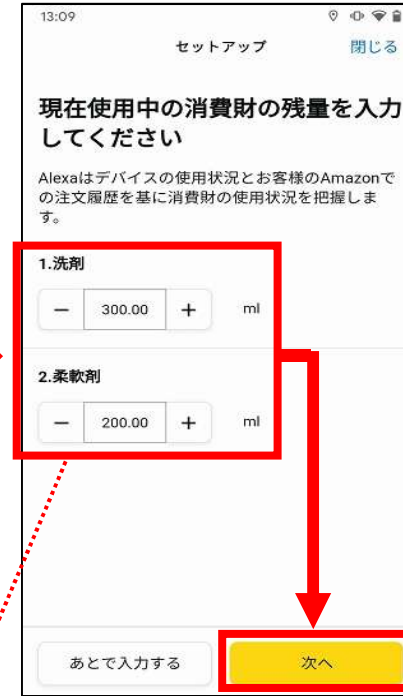 13:09
セットアップ 閉じる
現在使用中の消費財の残量を入力
してください
Alexaはデバイスの使用状況とお客様のAmazonで
の注文履歴を基に消費財の使用状況を把握しま
す。
1.洗剤
− 300.00 + ml
2.柔軟剤
− 200.00 + ml
あとで入力する 次へ